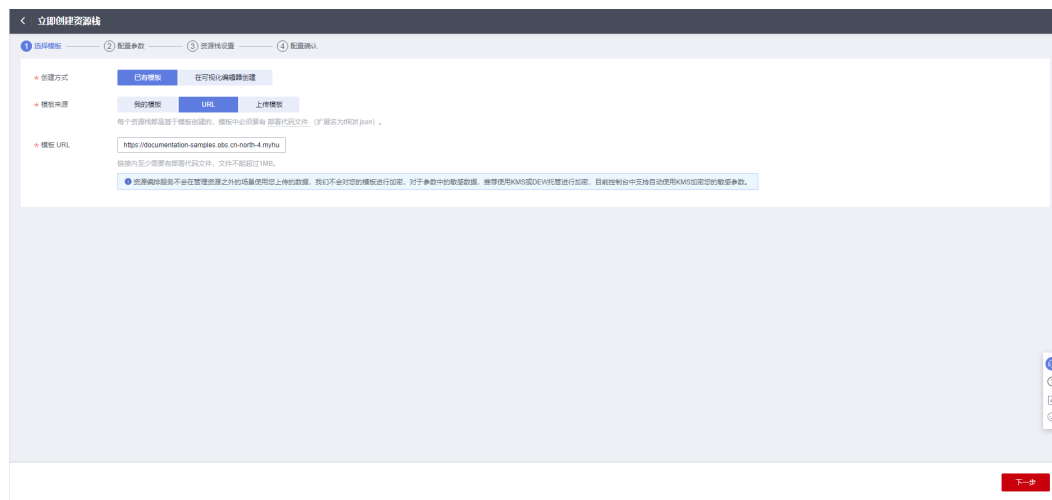 立即创建资源栈
1 选择模板 2 配置参数 3 资源栈设置 4 配置确认
* 创建方式 已有模板 在可视化编辑器创建
* 模板来源 我的模板 URL 上传模板
每个资源栈都是基于模板创建的，模板中必须要有 部署代码文件 （扩展名为tf和tf.json）。
* 模板 URL https://documentation-samples.obs.cn-north-4.myhu
链接内至少需要有部署代码文件，文件不能超过1MB。
资源编排服务不会在管理资源之外的场景使用您上传的数据，我们不会对您的模板进行加密，对于参数中的敏感数据，推荐使用KMS或DEW托管进行加密，目前控制台中支持自动使用KMS加密您的敏感参数。
下一步